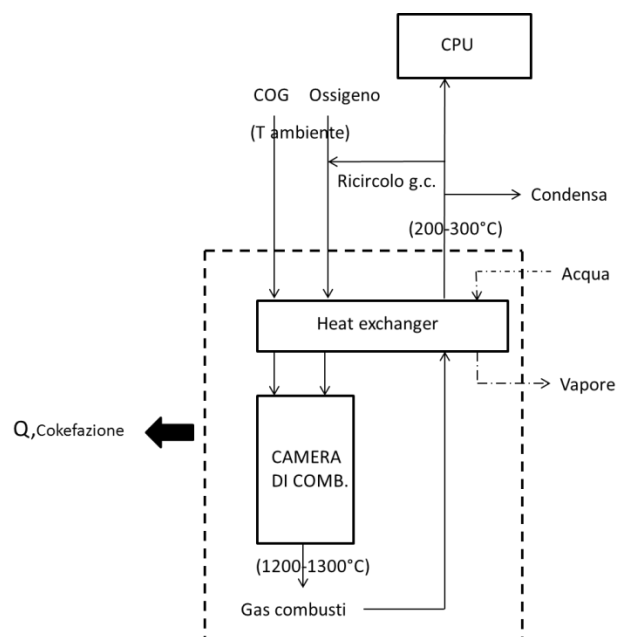 CPU
COG Ossigeno
(T ambiente)
Ricircolo g.c.
Condensa
(200-300°C)
Acqua
Heat exchanger
Vapore
Q,Cokefazione
CAMERA
DI COMB.
(1200-1300°C)
Gas combusti